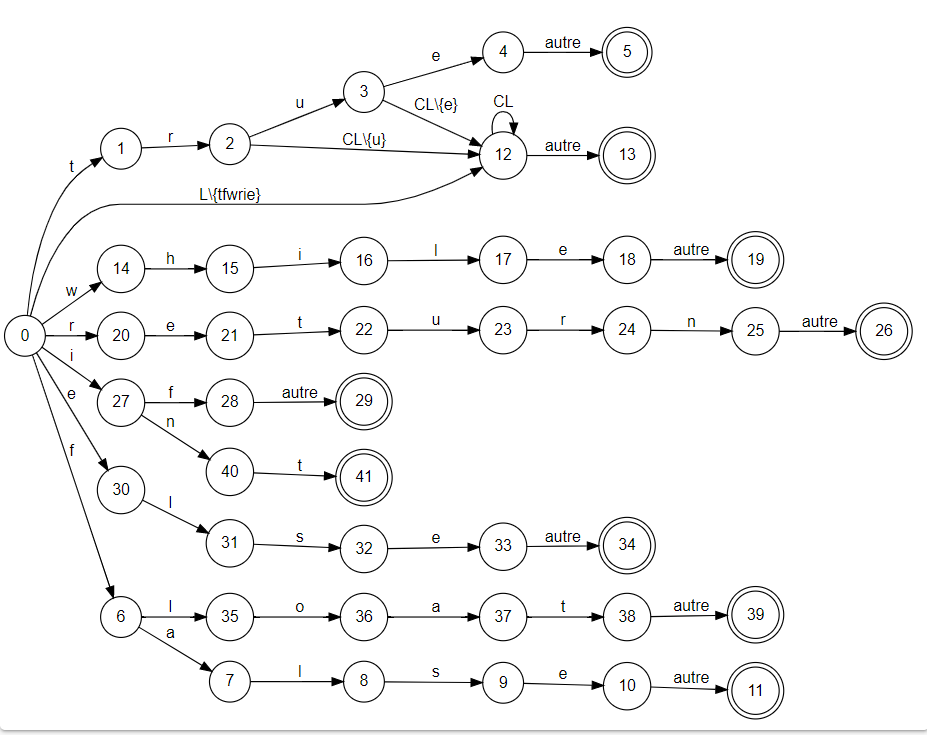 e
4
autre
5
u
3
CL\{e}
CL
t
1
r
2
CL\{u}
12
autre
13
L\{tfwrie}
w
14
h
15
i
16
l
17
e
18
autre
19
0
r
20
e
21
t
22
u
23
r
24
n
25
autre
26
i
27
f
28
autre
29
n
40
t
41
e
30
l
31
s
32
e
33
autre
34
f
6
l
35
o
36
a
37
t
38
autre
39
a
7
l
8
s
9
e
10
autre
11